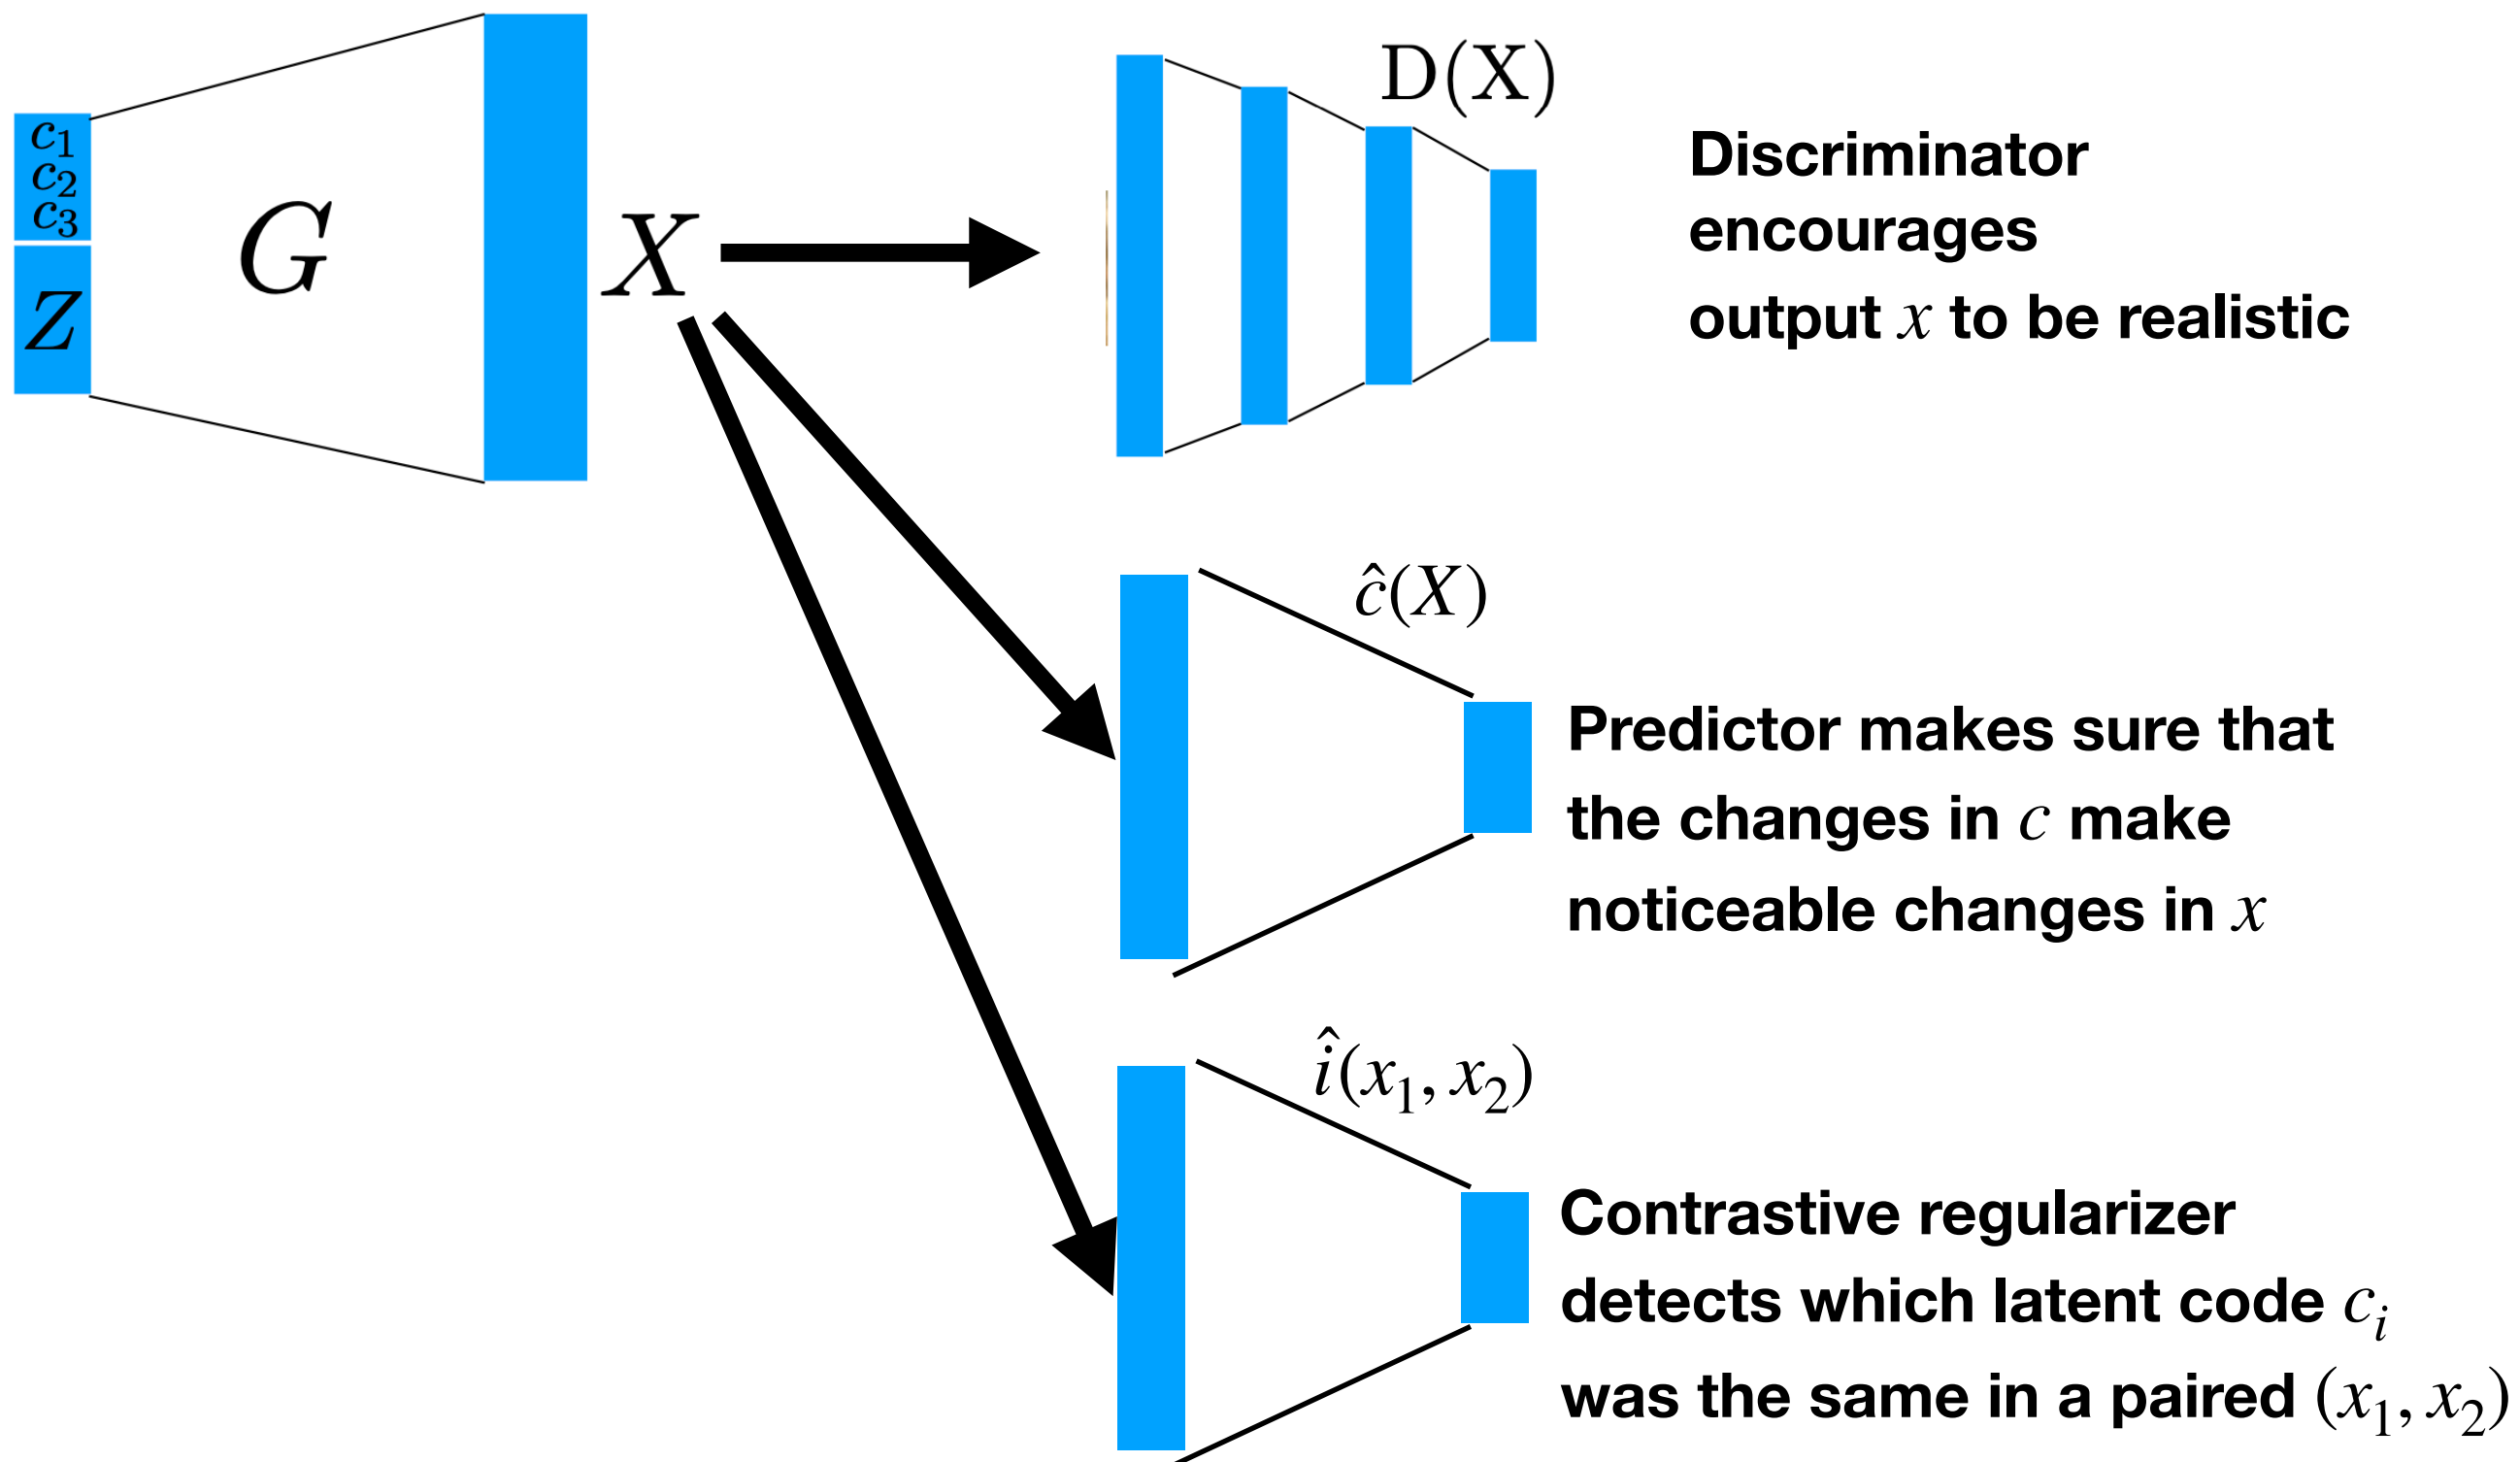 c₁
c₂
c₃
Z
G
X
D(X)
Discriminator
encourages
output x to be realistic
ĉ(X)
Predictor makes sure that
the changes in c make
noticeable changes in x
î(x₁, x₂)
Contrastive regularizer
detects which latent code cᵢ
was the same in a paired (x₁, x₂)